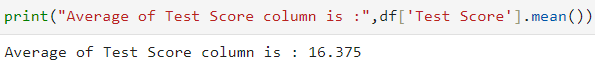 print("Average of Test Score column is :",df['Test Score'].mean())
Average of Test Score column is : 16.375